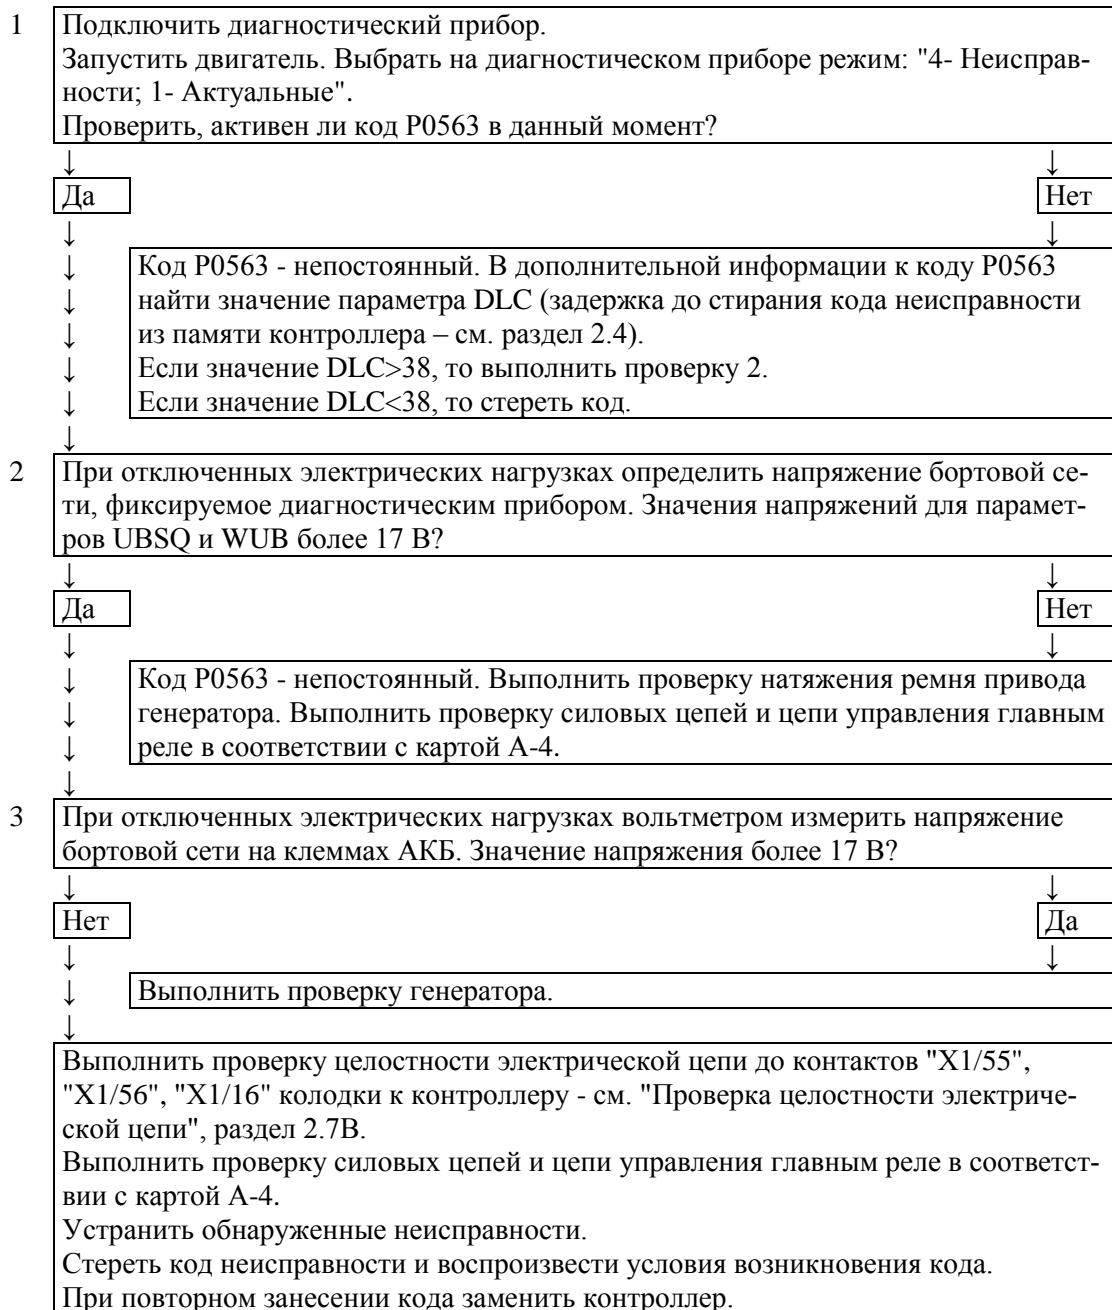 1 Подключить диагностический прибор.
Запустить двигатель. Выбрать на диагностическом приборе режим: "4- Неисправ-
ности; 1- Актуальные".
Проверить, активен ли код P0563 в данный момент?
↓ ↓
Да Нет
↓ ↓
↓ Код P0563 - непостоянный. В дополнительной информации к коду P0563
↓ найти значение параметра DLC (задержка до стирания кода неисправности
↓ из памяти контроллера – см. раздел 2.4).
↓ Если значение DLC>38, то выполнить проверку 2.
↓ Если значение DLC<38, то стереть код.
↓
2 При отключенных электрических нагрузках определить напряжение бортовой се-
ти, фиксируемое диагностическим прибором. Значения напряжений для парамет-
ров UBSQ и WUB более 17 В?
↓ ↓
Да Нет
↓ ↓
↓ Код P0563 - непостоянный. Выполнить проверку натяжения ремня привода
↓ генератора. Выполнить проверку силовых цепей и цепи управления главным
↓ реле в соответствии с картой А-4.
↓
3 При отключенных электрических нагрузках вольтметром измерить напряжение
бортовой сети на клеммах АКБ. Значение напряжения более 17 В?
↓ ↓
Нет Да
↓ ↓
↓ Выполнить проверку генератора.
↓
Выполнить проверку целостности электрической цепи до контактов "X1/55",
"X1/56", "X1/16" колодки к контроллеру - см. "Проверка целостности электриче-
ской цепи", раздел 2.7В.
Выполнить проверку силовых цепей и цепи управления главным реле в соответст-
вии с картой А-4.
Устранить обнаруженные неисправности.
Стереть код неисправности и воспроизвести условия возникновения кода.
При повторном занесении кода заменить контроллер.